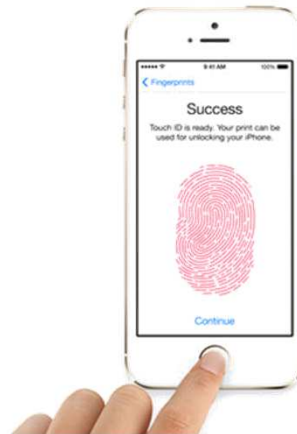 9:41 AM
100%
Fingerprints
Success
Touch ID is ready. Your print can be
used for unlocking your iPhone.
Continue